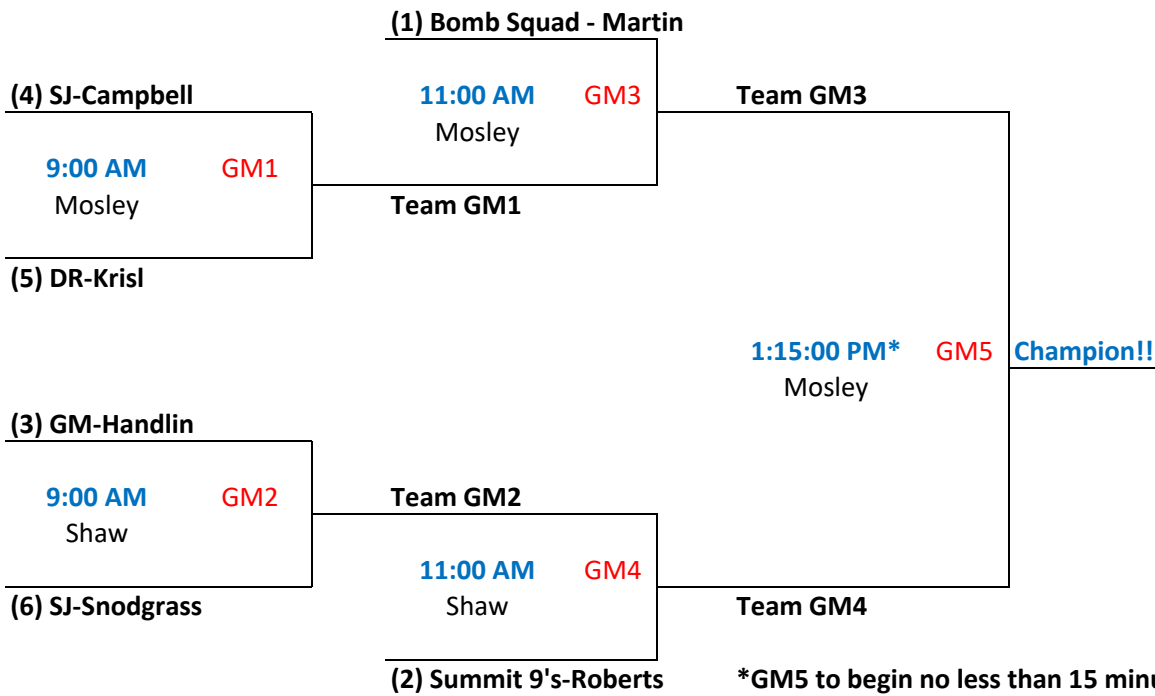 (1) Bomb Squad - Martin
(4) SJ-Campbell
11:00 AM GM3
Team GM3
Mosley
9:00 AM GM1
Mosley
Team GM1
(5) DR-Krisl
1:15:00 PM* GM5
Champion!!
Mosley
(3) GM-Handlin
9:00 AM GM2
Team GM2
Shaw
11:00 AM GM4
(6) SJ-Snodgrass
Shaw
Team GM4
(2) Summit 9's-Roberts
*GM5 to begin no less than 15